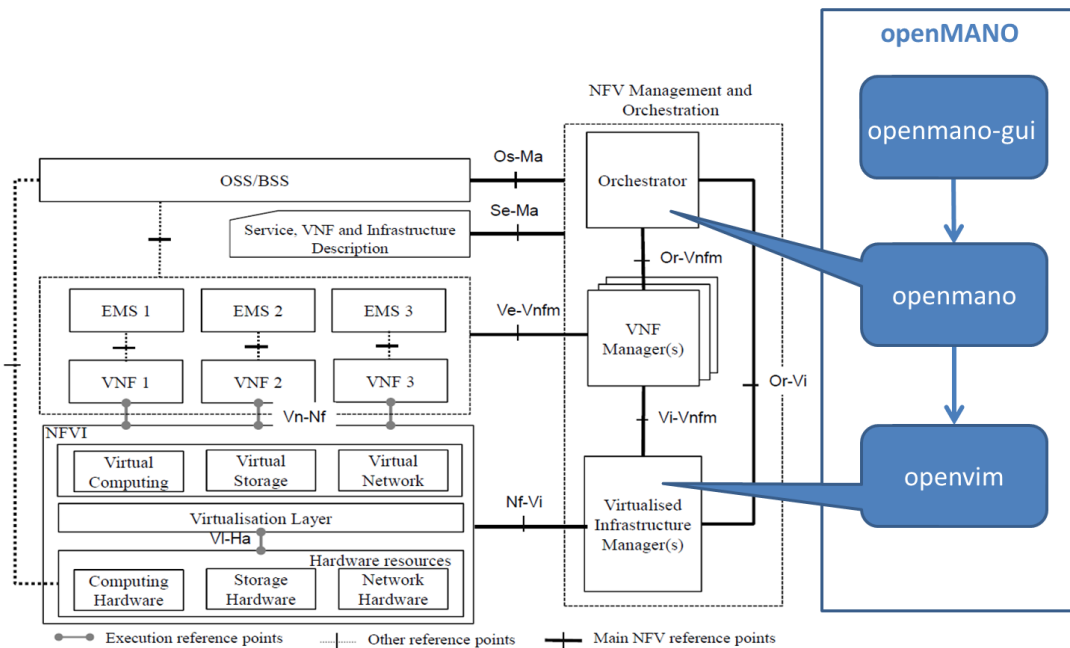 openMANO
NFV Management and
Orchestration
openmano-gui
Os-Ma
OSS/BSS
Orchestrator
Se-Ma
Service, VNF and Infrastructure
Description
Or-Vnfm
openmano
EMS 1
EMS 2
EMS 3
Ve-Vnfm
VNF
Manager(s)
VNF 1
VNF 2
VNF 3
Or-Vi
Vn-Nf
Vi-Vnfm
NFVI
Virtual
Computing
Virtual
Storage
Virtual
Network
openvim
Nf-Vi
Virtualised
Infrastructure
Manager(s)
Virtualisation Layer
Vl-Ha
Hardware resources
Computing
Hardware
Storage
Hardware
Network
Hardware
Execution reference points
Other reference points
Main NFV reference points